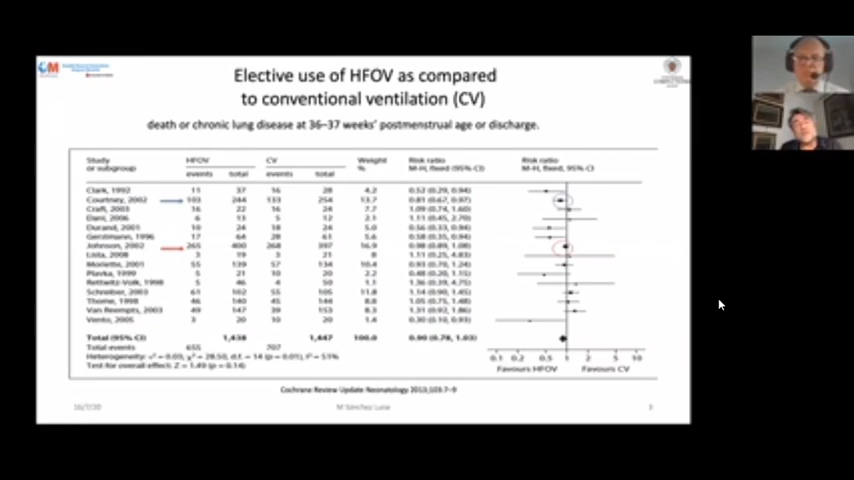 Elective use of HFOV as compared
to conventional ventilation (CV)
death or chronic lung disease at 36–37 weeks' postmenstrual age or discharge.
Study HFOV CV Weight Risk ratio Risk ratio
or subgroup events total events total % M-H, fixed (95% CI) M-H, fixed, 95% CI
Clark, 1992 11 37 16 28 4.2 0.52 (0.29, 0.94)
Courtney, 2002 103 244 133 254 13.7 0.81 (0.67, 0.97)
Craft, 2003 16 22 16 24 7.7 1.09 (0.74, 1.60)
Dani, 2006 6 13 5 12 2.1 1.11 (0.45, 2.70)
Durand, 2001 10 24 18 24 5.0 0.56 (0.33, 0.94)
Gerstmann, 1996 17 64 28 61 5.6 0.58 (0.35, 0.94)
Johnson, 2002 265 400 268 397 16.9 0.98 (0.89, 1.08)
Lista, 2008 3 19 3 21 8 1.11 (0.25, 4.83)
Moriette, 2001 55 139 57 134 10.4 0.93 (0.70, 1.24)
Plavka, 1999 5 21 10 20 2.2 0.48 (0.20, 1.15)
Rettwitz-Volk, 1998 5 46 4 50 1.1 1.36 (0.39, 4.75)
Schreiber, 2003 61 102 55 105 11.8 1.14 (0.90, 1.45)
Thome, 1998 46 140 45 144 8.8 1.05 (0.75, 1.48)
Van Reempts, 2003 49 147 39 153 8.3 1.31 (0.92, 1.86)
Vento, 2005 3 20 10 20 1.4 0.30 (0.10, 0.93)
Total (95% CI) 1,438 1,447 100.0 0.90 (0.78, 1.03)
Total events 655 707
Heterogeneity: τ² = 0.03; χ² = 28.50, d.f. = 14 (p = 0.01), I² = 51%
Test for overall effect: Z = 1.49 (p = 0.14)
0.1 0.2 0.5 1 2 5 10
Favours HFOV Favours CV
Cochrane Review Update Neonatology 2013;103:7–9
16/7/20 M Sánchez Luna 3